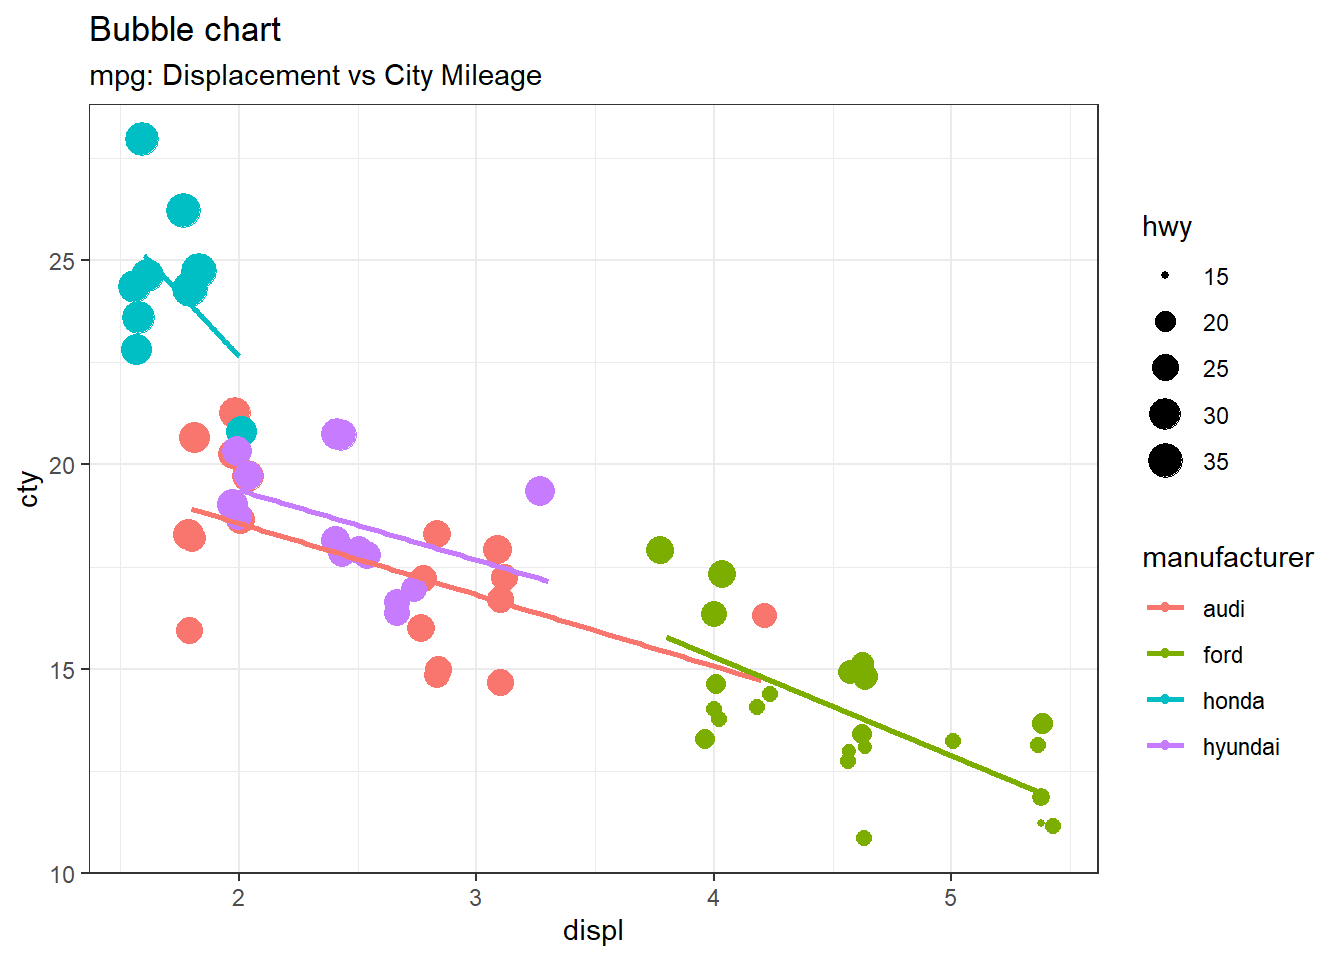 Bubble chart
mpg: Displacement vs City Mileage
cty
25
20
15
10
2
3
4
5
displ
hwy
15
20
25
30
35
manufacturer
audi
ford
honda
hyundai